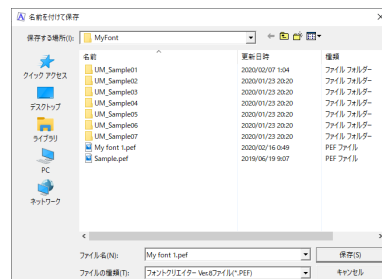 名前を付けて保存
保存する場所(I): MyFont
名前 更新日時 種類
UM_Sample01 2020/02/07 1:04 ファイル フォルダー
UM_Sample02 2020/01/23 20:20 ファイル フォルダー
UM_Sample03 2020/01/23 20:20 ファイル フォルダー
UM_Sample04 2020/01/23 20:20 ファイル フォルダー
UM_Sample05 2020/01/23 20:20 ファイル フォルダー
UM_Sample06 2020/01/23 20:20 ファイル フォルダー
UM_Sample07 2020/01/23 20:20 ファイル フォルダー
My font 1.pef 2020/02/16 0:49 PEF ファイル
Sample.pef 2019/06/19 9:07 PEF ファイル
クイック アクセス
デスクトップ
ライブラリ
PC
ネットワーク
ファイル名(N): My font 1.pef 保存(S)
ファイルの種類(T): フォントクリエイター Ver.8ファイル(*.PEF) キャンセル